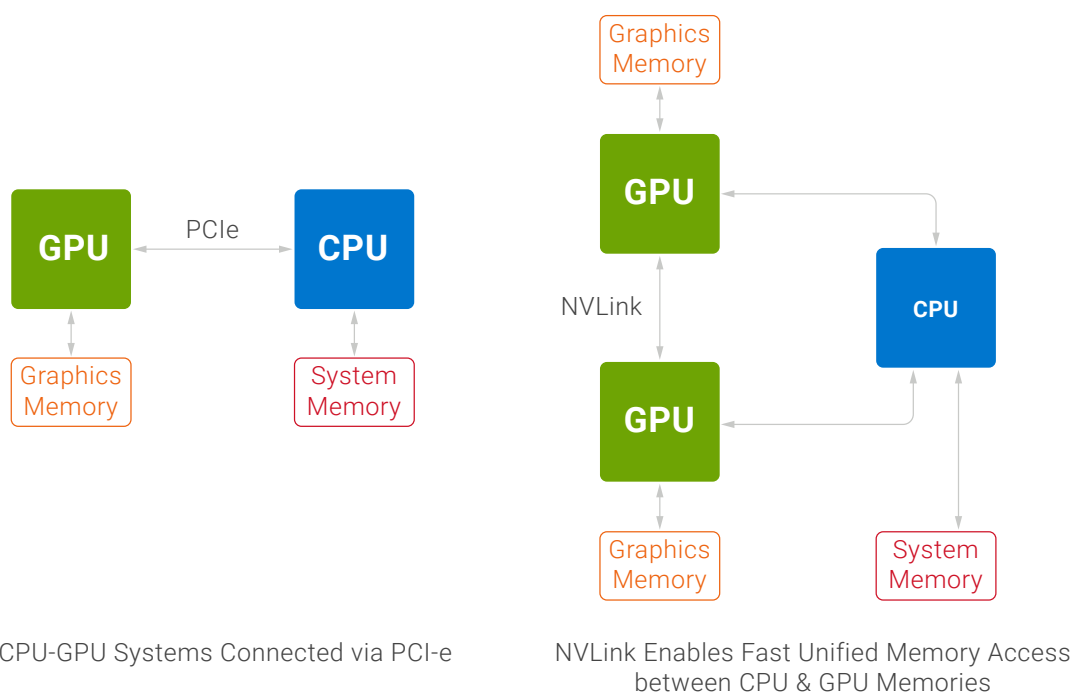 GPU
PCIe
CPU
Graphics
Memory
System
Memory
CPU-GPU Systems Connected via PCI-e
Graphics
Memory
GPU
NVLink
CPU
GPU
Graphics
Memory
System
Memory
NVLink Enables Fast Unified Memory Access
between CPU & GPU Memories